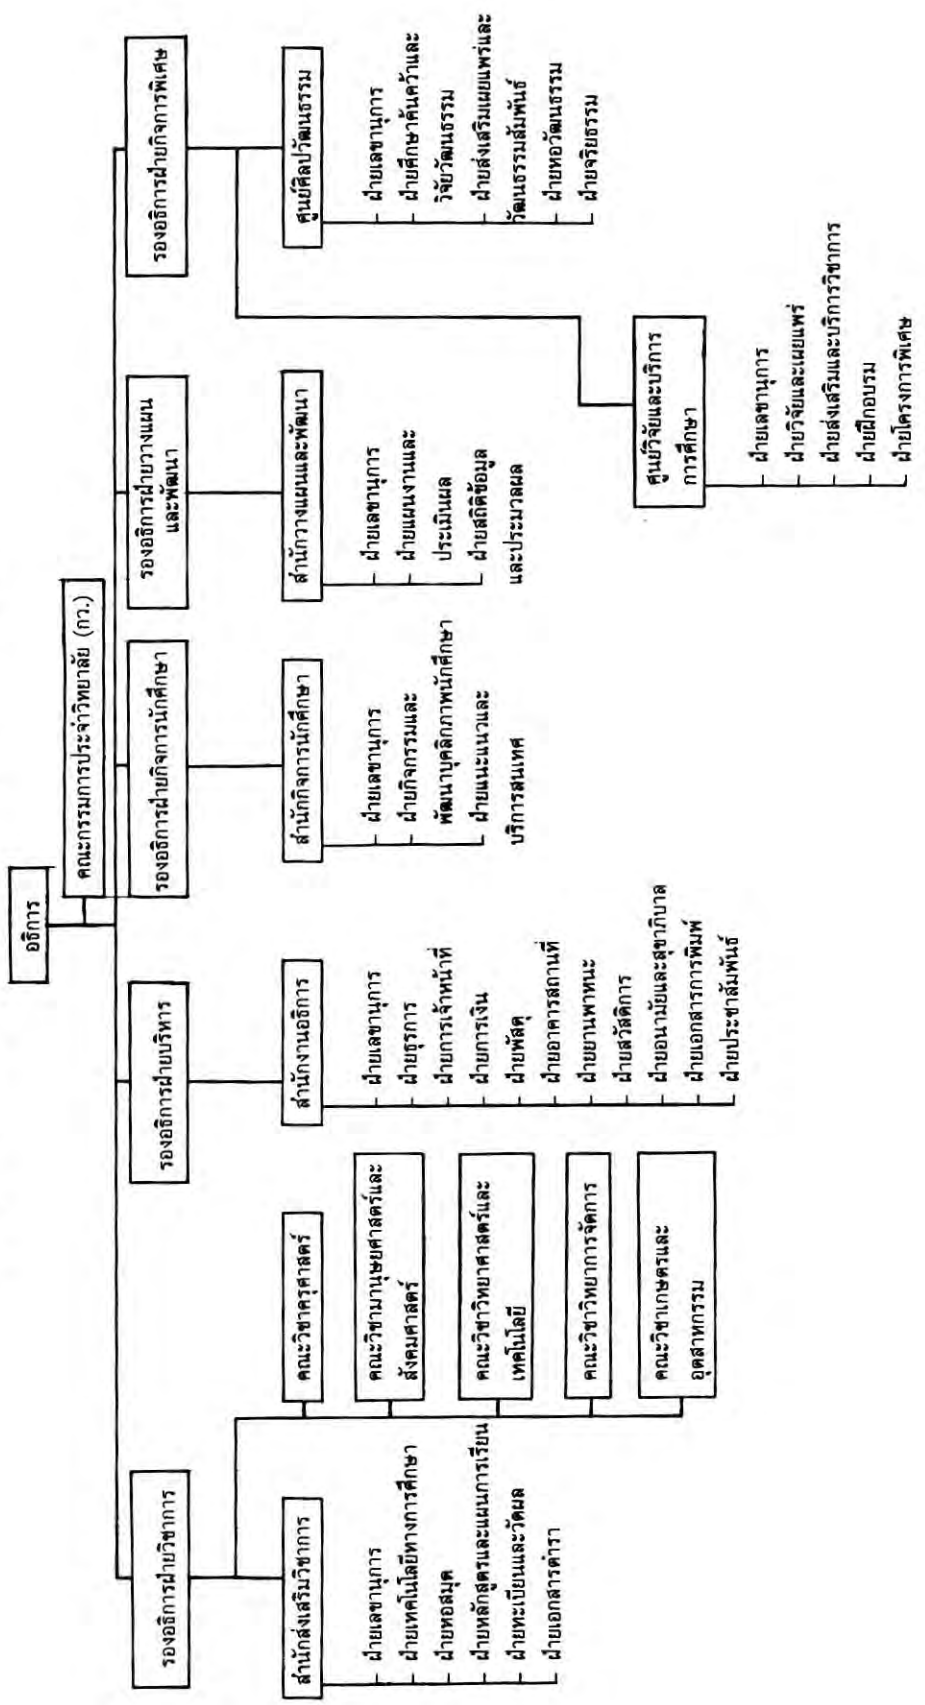 อธิการ
คณะกรรมการประจำวิทยาลัย (กว.)
รองอธิการฝ่ายวิชาการ
รองอธิการฝ่ายบริหาร
รองอธิการฝ่ายกิจการนักศึกษา
รองอธิการฝ่ายวางแผน
และพัฒนา
รองอธิการฝ่ายกิจการพิเศษ
สำนักส่งเสริมวิชาการ
ฝ่ายเลขานุการ
ฝ่ายเทคโนโลยีทางการศึกษา
ฝ่ายหอสมุด
ฝ่ายหลักสูตรและแผนการเรียน
ฝ่ายทะเบียนและวัดผล
ฝ่ายเอกสารตำรา
คณะวิชาครุศาสตร์
คณะวิชามนุษยศาสตร์และ
สังคมศาสตร์
คณะวิชาวิทยาศาสตร์และ
เทคโนโลยี
คณะวิชาวิทยาการจัดการ
คณะวิชาเกษตรและ
อุตสาหกรรม
สำนักงานอธิการ
ฝ่ายเลขานุการ
ฝ่ายธุรการ
ฝ่ายการเจ้าหน้าที่
ฝ่ายการเงิน
ฝ่ายพัสดุ
ฝ่ายอาคารสถานที่
ฝ่ายยานพาหนะ
ฝ่ายสวัสดิการ
ฝ่ายอนามัยและสุขาภิบาล
ฝ่ายเอกสารการพิมพ์
ฝ่ายประชาสัมพันธ์
สำนักกิจการนักศึกษา
ฝ่ายเลขานุการ
ฝ่ายกิจกรรมและ
พัฒนาบุคลิกภาพนักศึกษา
ฝ่ายแนะแนวและ
บริการสนเทศ
สำนักวางแผนและพัฒนา
ฝ่ายเลขานุการ
ฝ่ายแผนงานและ
ประเมินผล
ฝ่ายสถิติข้อมูล
และประมวลผล
ศูนย์ศิลปวัฒนธรรม
ฝ่ายเลขานุการ
ฝ่ายศึกษาค้นคว้าและ
วิจัยวัฒนธรรม
ฝ่ายส่งเสริมเผยแพร่และ
วัฒนธรรมสัมพันธ์
ฝ่ายหอวัฒนธรรม
ฝ่ายจริยธรรม
ศูนย์วิจัยและบริการ
การศึกษา
ฝ่ายเลขานุการ
ฝ่ายวิจัยและเผยแพร่
ฝ่ายส่งเสริมและบริการวิชาการ
ฝ่ายฝึกอบรม
ฝ่ายโครงการพิเศษ